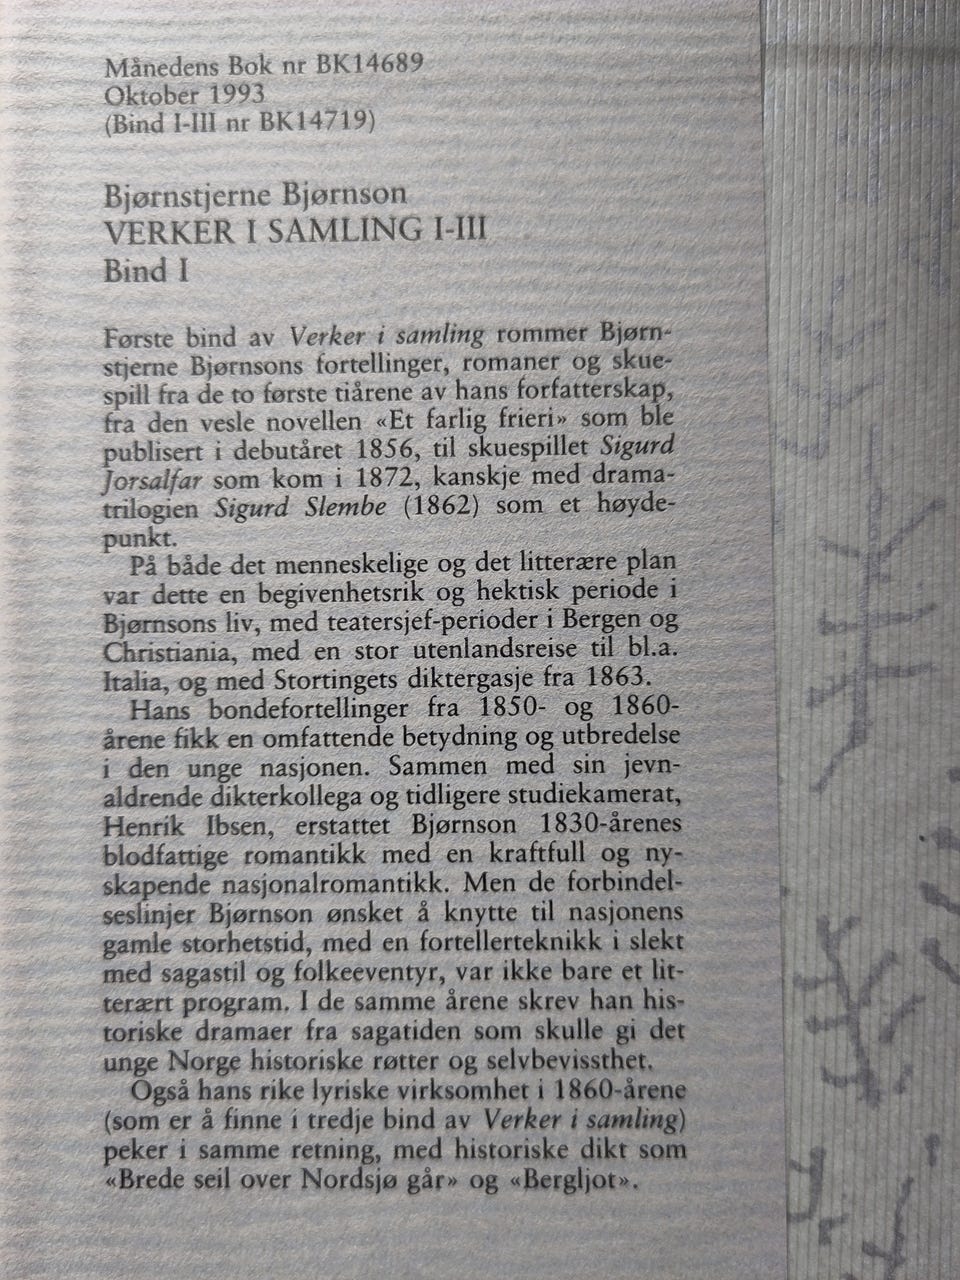 Månedens Bok nr BK14689
Oktober 1993
(Bind I-III nr BK14719)
Bjørnstjerne Bjørnson
VERKER I SAMLING I-III
Bind I
Første bind av Verker i samling rommer Bjørn-
stjerne Bjørnsons fortellinger, romaner og skue-
spill fra de to første tiårene av hans forfatterskap,
fra den vesle novellen «Et farlig frieri» som ble
publisert i debutåret 1856, til skuespillet Sigurd
Jorsalfar som kom i 1872, kanskje med drama-
trilogien Sigurd Slembe (1862) som et høyde-
punkt.
På både det menneskelige og det litterære plan
var dette en begivenhetsrik og hektisk periode i
Bjørnsons liv, med teatersjef-perioder i Bergen og
Christiania, med en stor utenlandsreise til bl.a.
Italia, og med Stortingets diktergasje fra 1863.
Hans bondefortellinger fra 1850- og 1860-
årene fikk en omfattende betydning og utbredelse
i den unge nasjonen. Sammen med sin jevn-
aldrende dikterkollega og tidligere studiekamerat,
Henrik Ibsen, erstattet Bjørnson 1830-årenes
blodfattige romantikk med en kraftfull og ny-
skapende nasjonalromantikk. Men de forbindel-
seslinjer Bjørnson ønsket å knytte til nasjonens
gamle storhetstid, med en fortellerteknikk i slekt
med sagastil og folkeeventyr, var ikke bare et lit-
terært program. I de samme årene skrev han his-
toriske dramaer fra sagatiden som skulle gi det
unge Norge historiske røtter og selvbevissthet.
Også hans rike lyriske virksomhet i 1860-årene
(som er å finne i tredje bind av Verker i samling)
peker i samme retning, med historiske dikt som
«Brede seil over Nordsjø går» og «Bergljot».